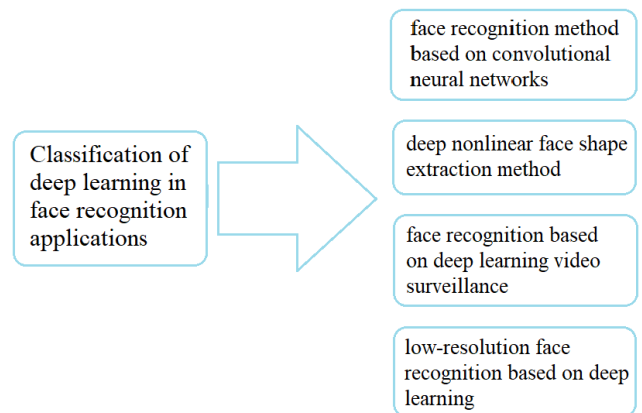 Classification of
deep learning in
face recognition
applications
face recognition method
based on convolutional
neural networks
deep nonlinear face shape
extraction method
face recognition based
on deep learning video
surveillance
low-resolution face
recognition based on deep
learning